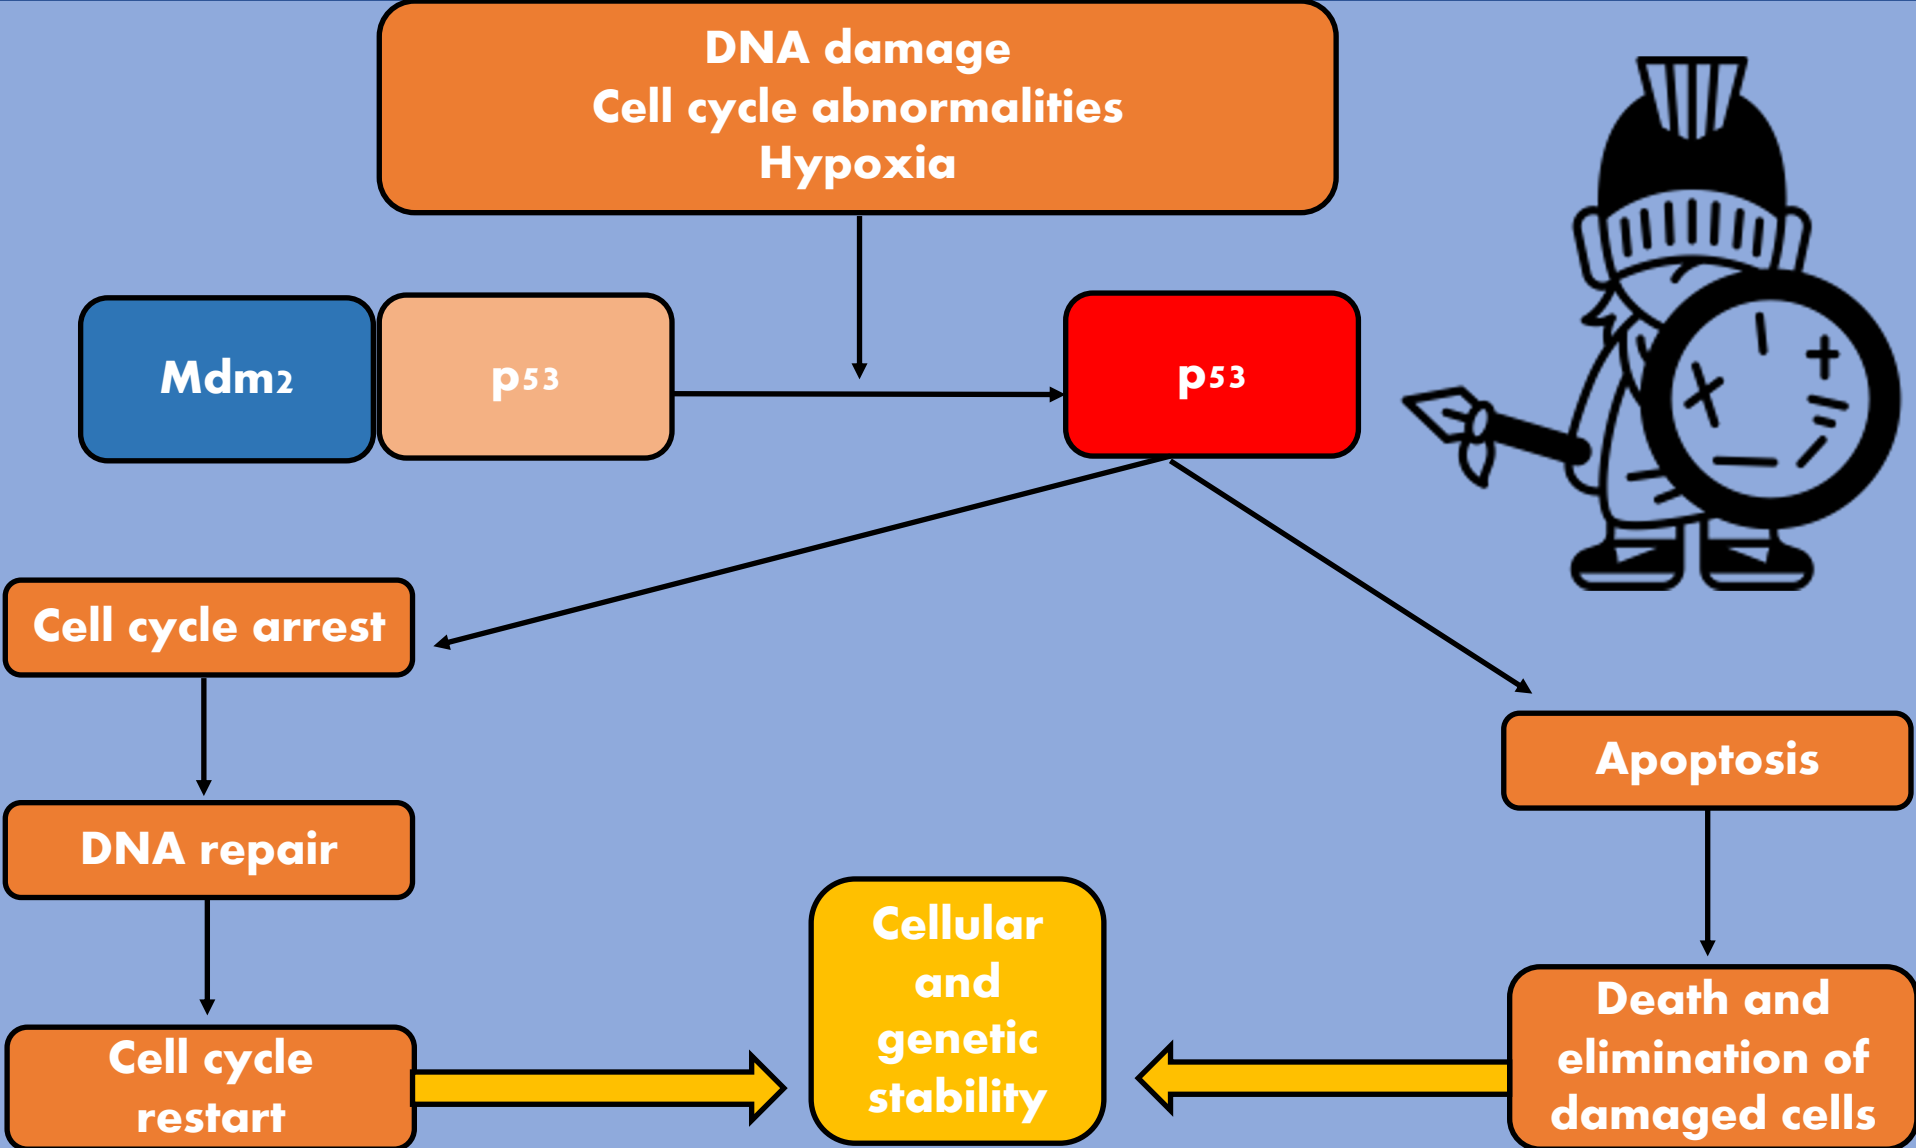 DNA damage
Cell cycle abnormalities
Hypoxia
Mdm2
p53
p53
Cell cycle arrest
Apoptosis
DNA repair
Cellular
and
genetic
stability
Cell cycle
restart
Death and
elimination of
damaged cells